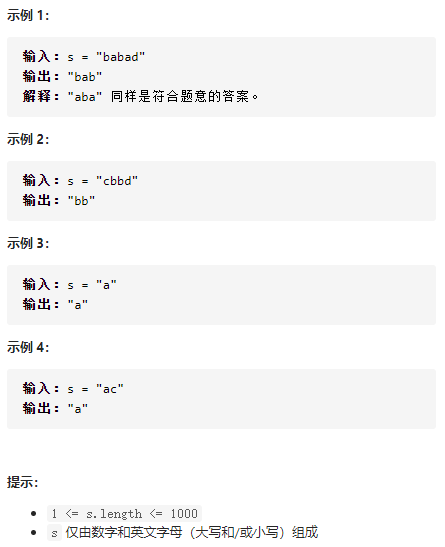 示例 1：
输入：s = "babad"
输出："bab"
解释："aba" 同样是符合题意的答案。
示例 2：
输入：s = "cbbd"
输出："bb"
示例 3：
输入：s = "a"
输出："a"
示例 4：
输入：s = "ac"
输出："a"
提示：
• 1 <= s.length <= 1000
• s 仅由数字和英文字母（大写和/或小写）组成